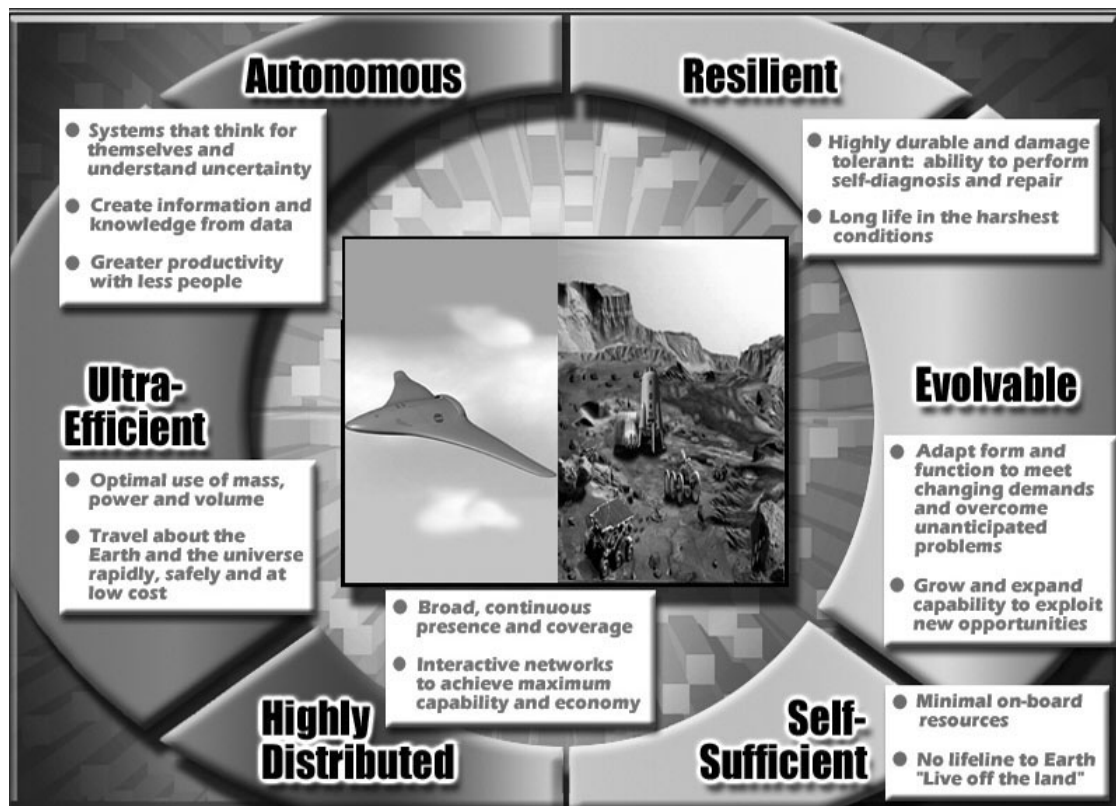 Autonomous
● Systems that think for
themselves and
understand uncertainty
● Create information and
knowledge from data
● Greater productivity
with less people
Resilient
● Highly durable and damage
tolerant: ability to perform
self-diagnosis and repair
● Long life in the harshest
conditions
Ultra-
Efficient
● Optimal use of mass,
power and volume
● Travel about the
Earth and the universe
rapidly, safely and at
low cost
Evolvable
● Adapt form and
function to meet
changing demands
and overcome
unanticipated
problems
● Grow and expand
capability to exploit
new opportunities
Highly
Distributed
● Broad, continuous
presence and coverage
● Interactive networks
to achieve maximum
capability and economy
Self-
Sufficient
● Minimal on-board
resources
● No lifeline to Earth
"Live off the land"